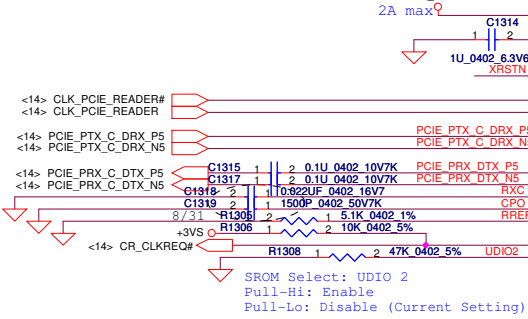 2A max
C1314
1 2
1U_0402_6.3V6
XRSTN
<14> CLK_PCIE_READER#
<14> CLK_PCIE_READER
<14> PCIE_PTX_C_DRX_P5 PCIE_PTX_C_DRX_P5
<14> PCIE_PTX_C_DRX_N5 PCIE_PTX_C_DRX_N5
<14> PCIE_PRX_C_DTX_P5 C1315 1 2 0.1U_0402_10V7K PCIE_PRX_DTX_P5
<14> PCIE_PRX_C_DTX_N5 C1317 1 2 0.1U_0402_10V7K PCIE_PRX_DTX_N5
C1318 1 2 0.022UF_0402_16V7 RXC
C1319 2 1 1500P_0402_50V7K CPO
8/31 R1305 1 2 5.1K_0402_1% RREF
+3VS R1306 1 2 10K_0402_5%
<14> CR_CLKREQ#
R1308 1 2 47K_0402_5% UDIO2
SROM Select: UDIO 2
Pull-Hi: Enable
Pull-Lo: Disable (Current Setting)